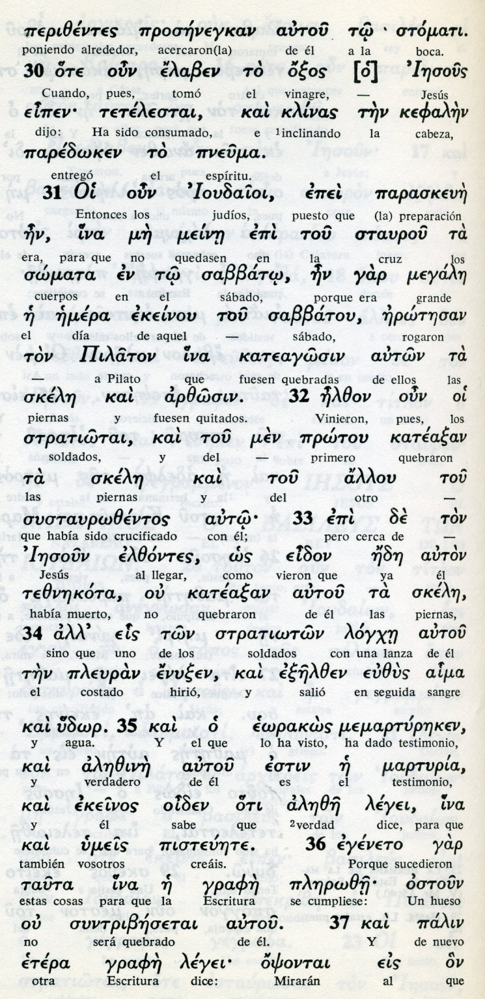 περιθέντες προσήνεγκαν αὐτοῦ τῷ · στόματι.
poniendo alrededor, acercaron(la) de él a la boca.
30 ὅτε οὖν ἔλαβεν τὸ ὄξος [ὁ] Ἰησοῦς
Cuando, pues, tomó el vinagre, — Jesús
εἶπεν· τετέλεσται, καὶ κλίνας τὴν κεφαλὴν
dijo: Ha sido consumado, e 1inclinando la cabeza,
παρέδωκεν τὸ πνεῦμα.
entregó el espíritu.
31 Οἱ οὖν Ἰουδαῖοι, ἐπεὶ παρασκευὴ
Entonces los judíos, puesto que (la) preparación
ἦν, ἵνα μὴ μείνῃ ἐπὶ τοῦ σταυροῦ τὰ
era, para que no quedasen en la cruz los
σώματα ἐν τῷ σαββάτῳ, ἦν γὰρ μεγάλη
cuerpos en el sábado, porque era grande
ἡ ἡμέρα ἐκείνου τοῦ σαββάτου, ἠρώτησαν
el día de aquel — sábado, rogaron
τὸν Πιλᾶτον ἵνα κατεαγῶσιν αὐτῶν τὰ
— a Pilato que fuesen quebradas de ellos las
σκέλη καὶ ἀρθῶσιν. 32 ἦλθον οὖν οἱ
piernas y fuesen quitados. Vinieron, pues, los
στρατιῶται, καὶ τοῦ μὲν πρώτου κατέαξαν
soldados, y del — primero quebraron
τὰ σκέλη καὶ τοῦ ἄλλου τοῦ
las piernas y del otro —
συσταυρωθέντος αὐτῷ· 33 ἐπὶ δὲ τὸν
que había sido crucificado con él; pero cerca de —
Ἰησοῦν ἐλθόντες, ὡς εἶδον ἤδη αὐτὸν
Jesús al llegar, como vieron que ya él
τεθνηκότα, οὐ κατέαξαν αὐτοῦ τὰ σκέλη,
había muerto, no quebraron de él las piernas,
34 ἀλλ’ εἷς τῶν στρατιωτῶν λόγχῃ αὐτοῦ
sino que uno de los soldados con una lanza de él
τὴν πλευρὰν ἔνυξεν, καὶ ἐξῆλθεν εὐθὺς αἷμα
el costado hirió, y salió en seguida sangre
καὶ ὕδωρ. 35 καὶ ὁ ἑωρακὼς μεμαρτύρηκεν,
y agua. Y el que lo ha visto, ha dado testimonio,
καὶ ἀληθινὴ αὐτοῦ ἐστιν ἡ μαρτυρία,
y verdadero de él es el testimonio,
καὶ ἐκεῖνος οἶδεν ὅτι ἀληθῆ λέγει, ἵνα
y él sabe que 2verdad dice, para que
καὶ ὑμεῖς πιστεύητε. 36 ἐγένετο γὰρ
también vosotros creáis. Porque sucedieron
ταῦτα ἵνα ἡ γραφὴ πληρωθῇ· ὀστοῦν
estas cosas para que la Escritura se cumpliese: Un hueso
οὐ συντριβήσεται αὐτοῦ. 37 καὶ πάλιν
no será quebrado de él. Y de nuevo
ἑτέρα γραφὴ λέγει· ὄψονται εἰς ὃν
otra Escritura dice: Mirarán al que